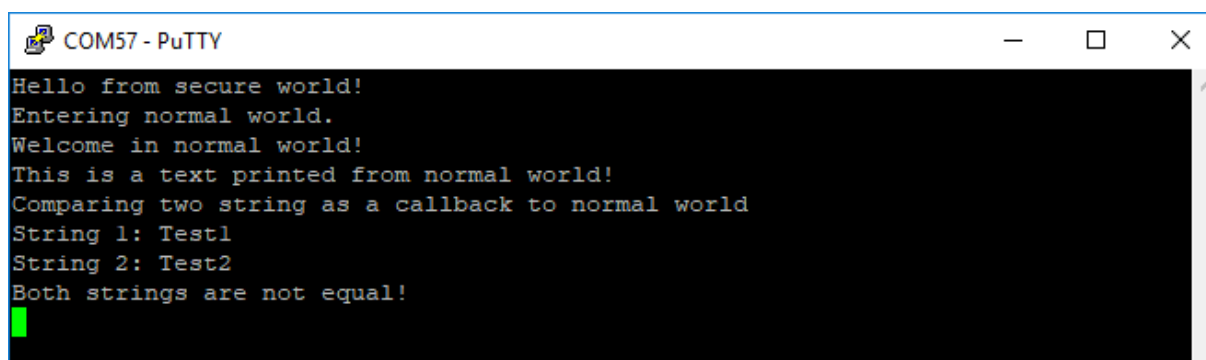 COM57 - PuTTY
Hello from secure world!
Entering normal world.
Welcome in normal world!
This is a text printed from normal world!
Comparing two string as a callback to normal world
String 1: Test1
String 2: Test2
Both strings are not equal!